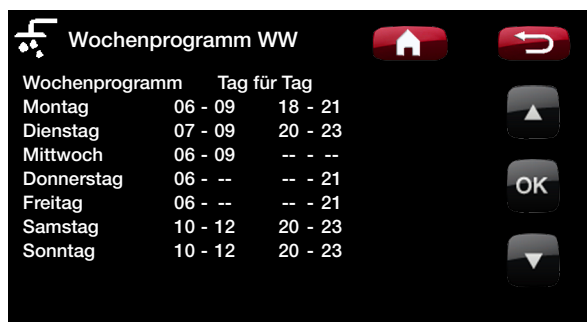 Wochenprogramm WW
Wochenprogramm Tag für Tag
Montag 06 - 09 18 - 21
Dienstag 07 - 09 20 - 23
Mittwoch 06 - 09 -- - --
Donnerstag 06 - -- -- - 21
Freitag 06 - -- -- - 21
Samstag 10 - 12 20 - 23
Sonntag 10 - 12 20 - 23
OK